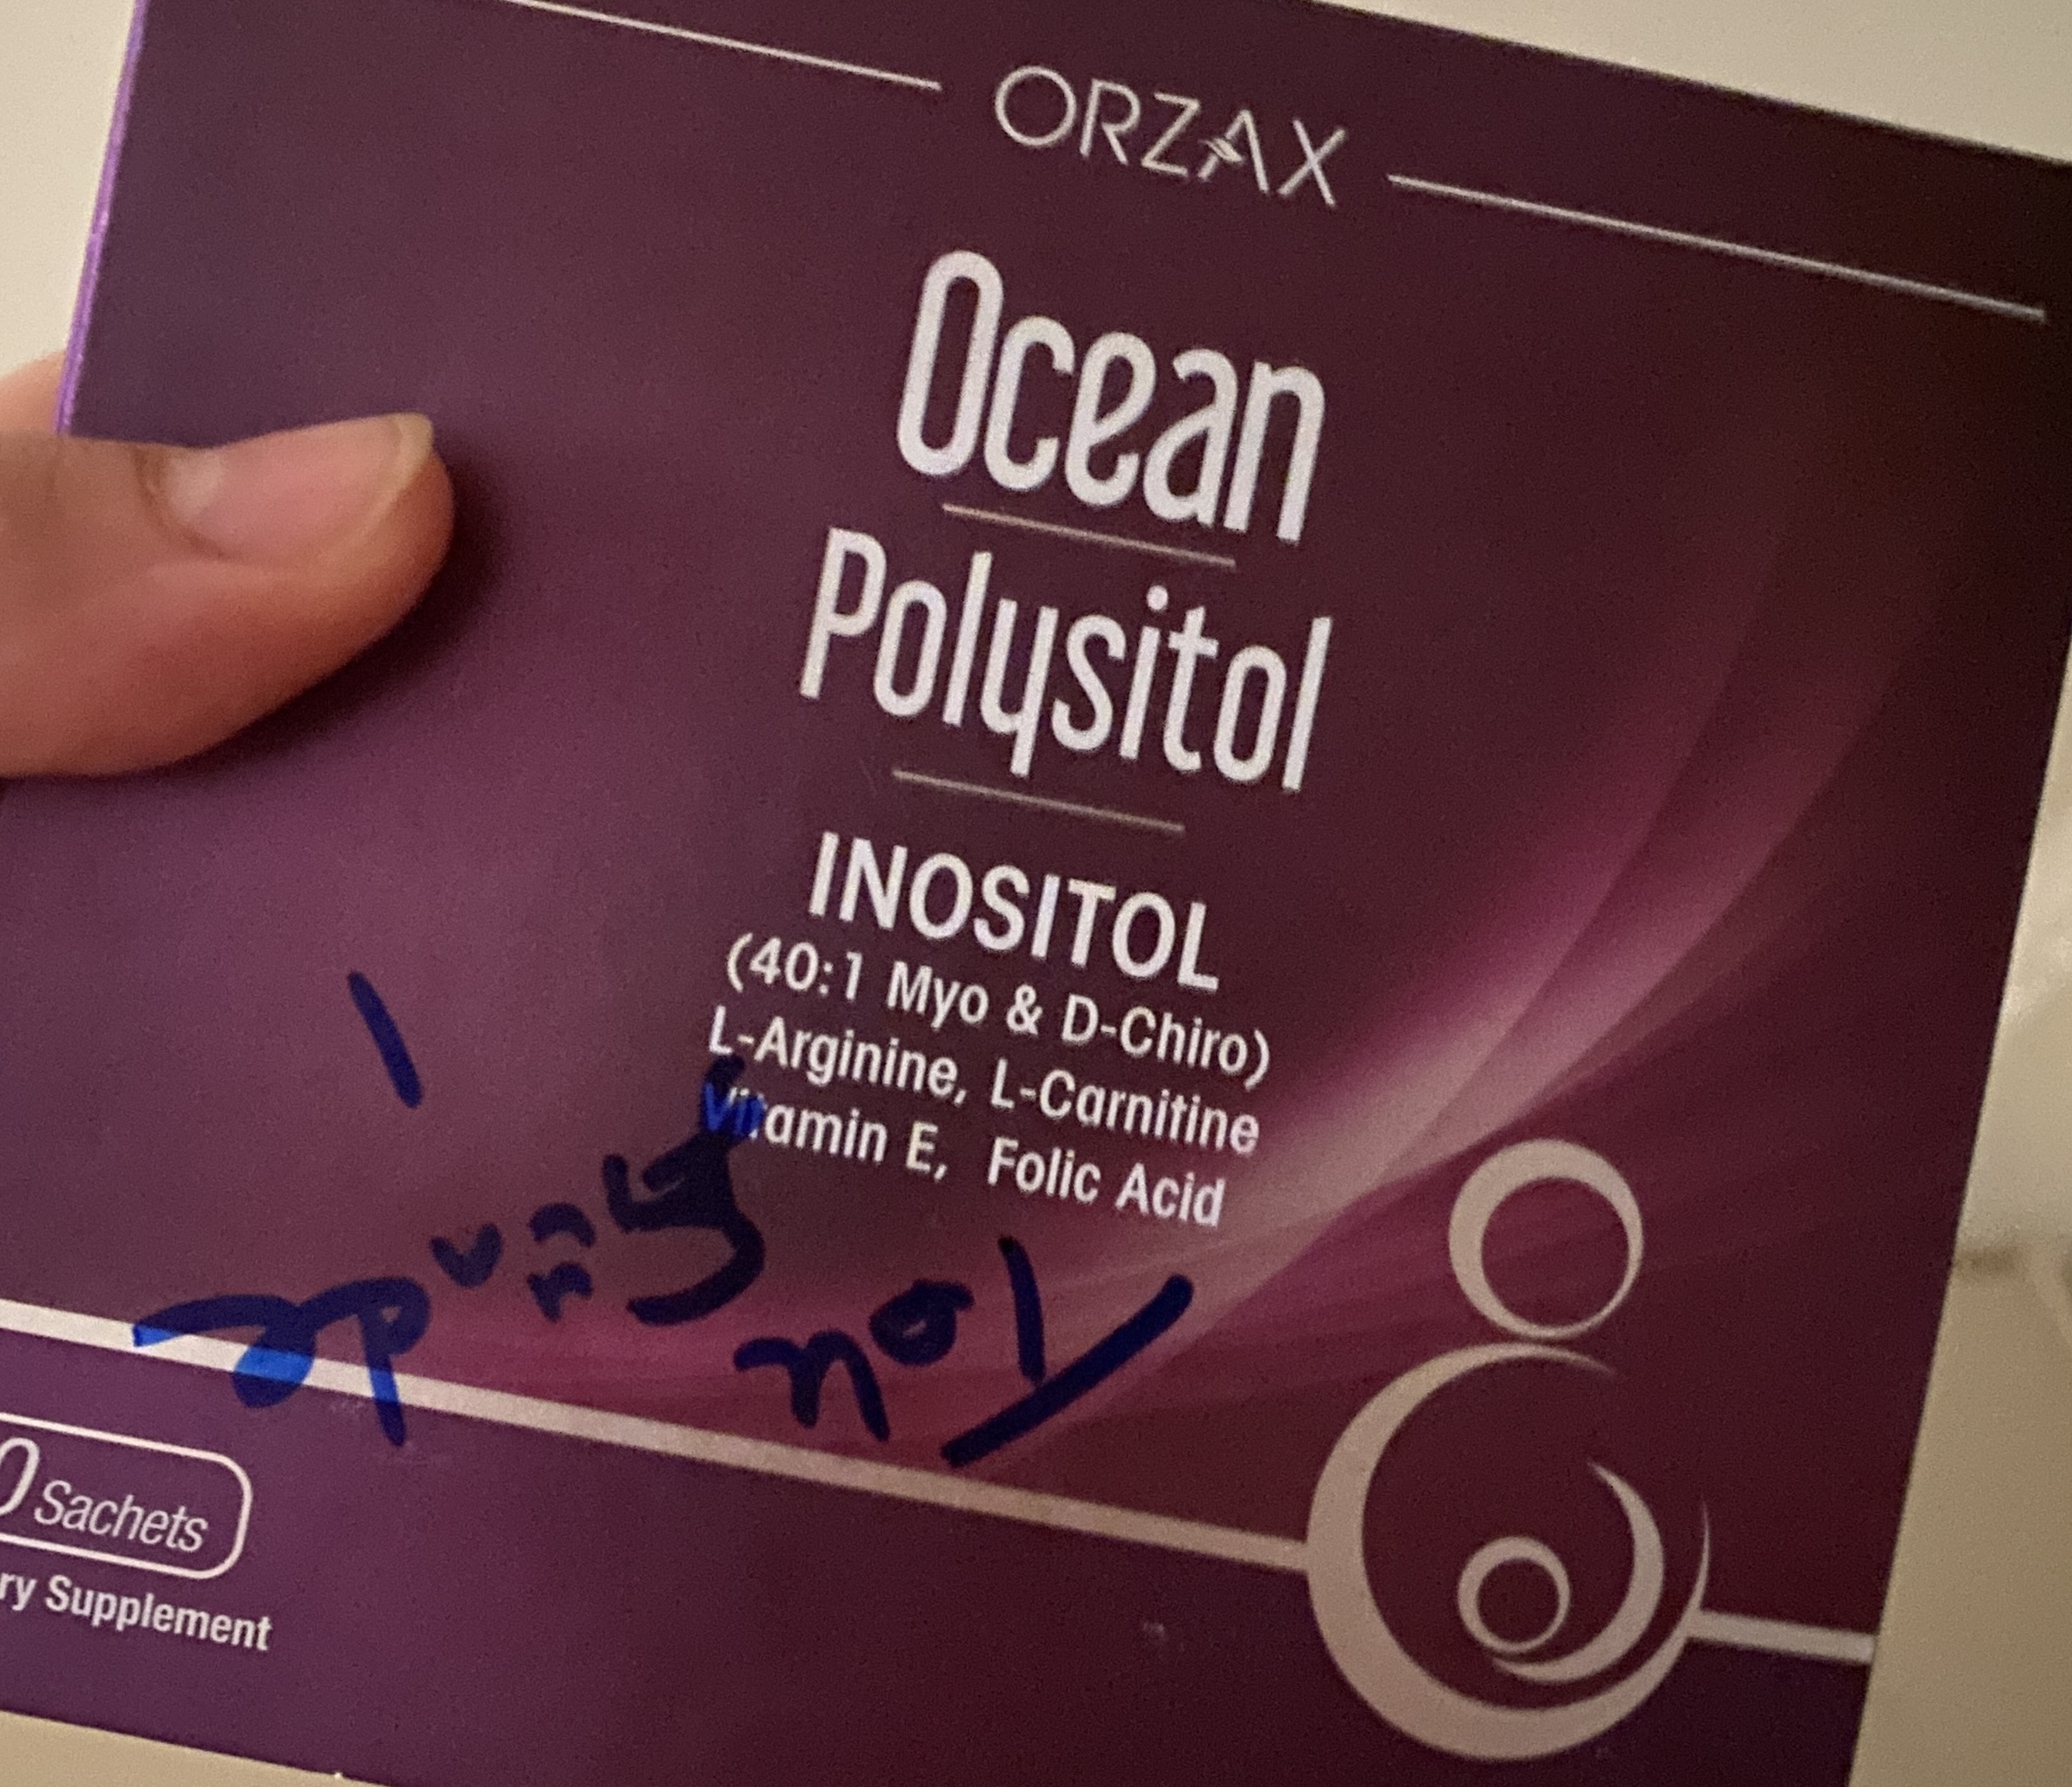 ORZAX
Ocean
Polysitol
INOSITOL
(40:1 Myo & D-Chiro)
L-Arginine, L-Carnitine
Vitamin E, Folic Acid
Sachets
Supplement